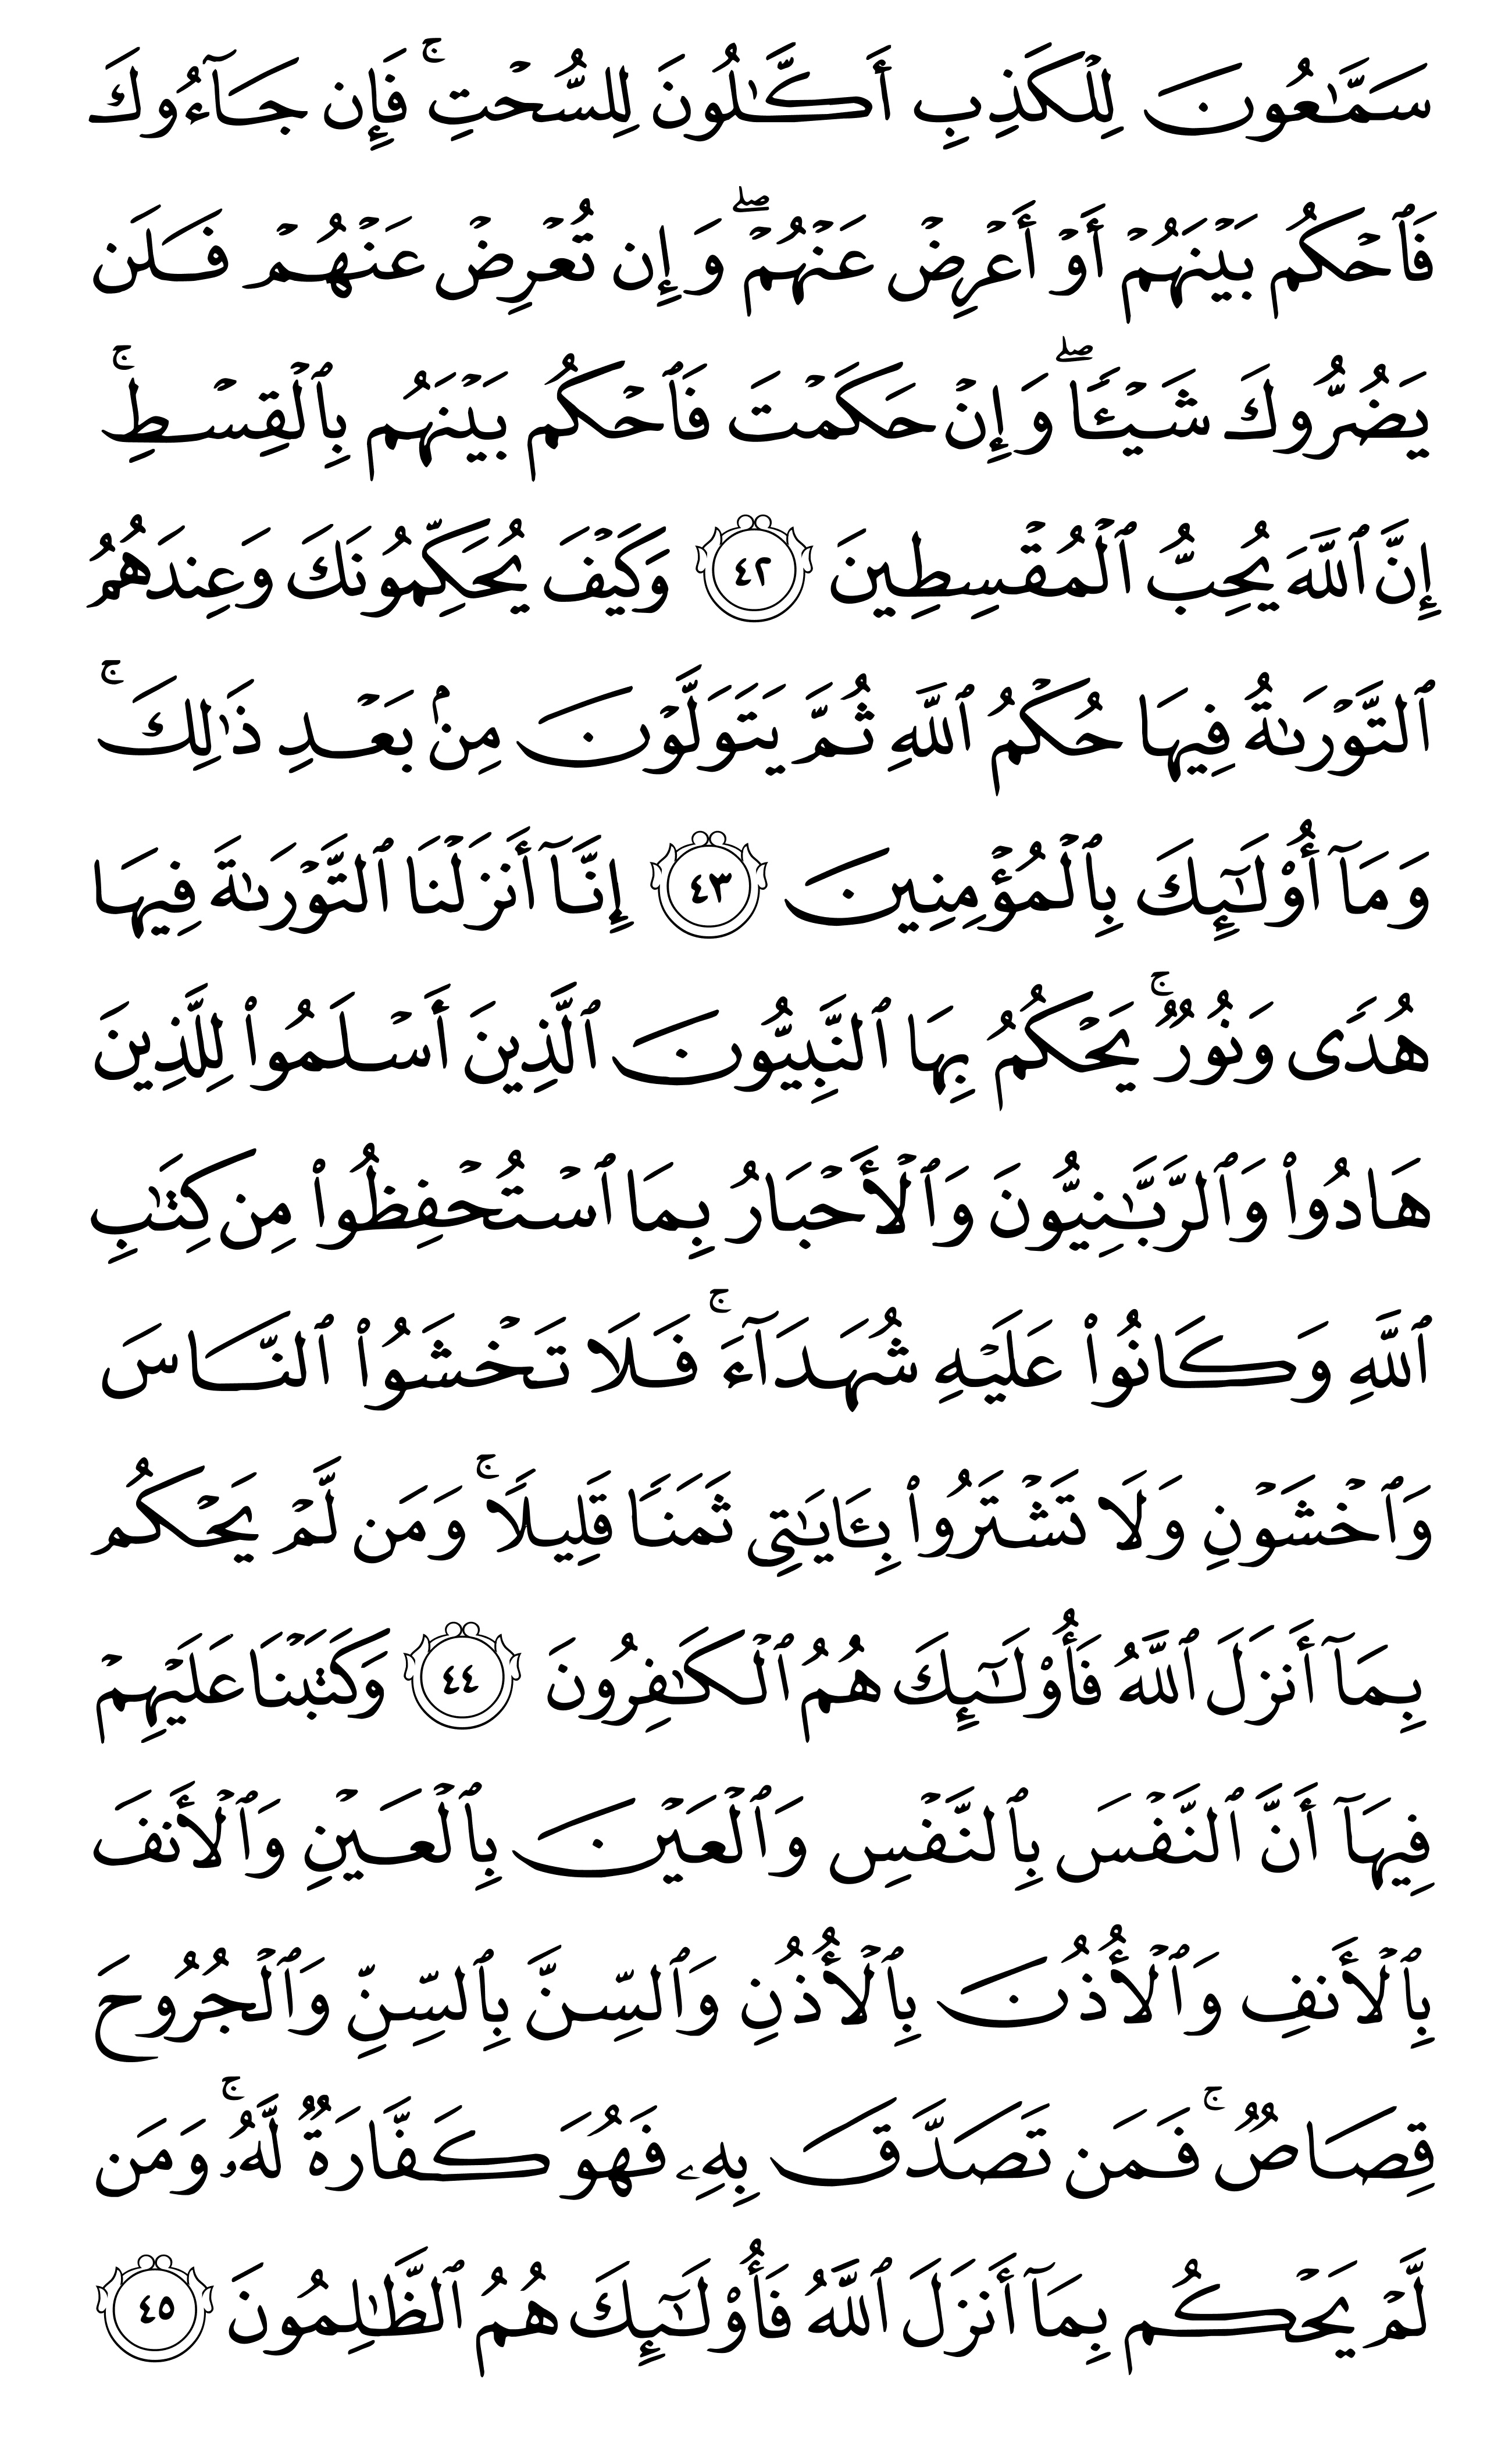 سَمَّٰعُونَ لِلۡكَذِبِ أَكَّٰلُونَ لِلسُّحۡتِۚ فَإِن جَآءُوكَ
فَٱحۡكُم بَيۡنَهُمۡ أَوۡ أَعۡرِضۡ عَنۡهُمۡۖ وَإِن تُعۡرِضۡ عَنۡهُمۡ فَلَن
يَضُرُّوكَ شَيۡـٔٗاۖ وَإِنۡ حَكَمۡتَ فَٱحۡكُم بَيۡنَهُم بِٱلۡقِسۡطِۚ
إِنَّ ٱللَّهَ يُحِبُّ ٱلۡمُقۡسِطِينَ ٤٢ وَكَيۡفَ يُحَكِّمُونَكَ وَعِندَهُمُ
ٱلتَّوۡرَىٰةُ فِيهَا حُكۡمُ ٱللَّهِ ثُمَّ يَتَوَلَّوۡنَ مِنۢ بَعۡدِ ذَٰلِكَۚ
وَمَآ أُوْلَـٰٓئِكَ بِٱلۡمُؤۡمِنِينَ ٤٣ إِنَّآ أَنزَلۡنَا ٱلتَّوۡرَىٰةَ فِيهَا
هُدٗى وَنُورٞۚ يَحۡكُمُ بِهَا ٱلنَّبِيُّونَ ٱلَّذِينَ أَسۡلَمُواْ لِلَّذِينَ
هَادُواْ وَٱلرَّبَّـٰنِيُّونَ وَٱلۡأَحۡبَارُ بِمَا ٱسۡتُحۡفِظُواْ مِن كِتَٰبِ
ٱللَّهِ وَكَانُواْ عَلَيۡهِ شُهَدَآءَۚ فَلَا تَخۡشَوُاْ ٱلنَّاسَ
وَٱخۡشَوۡنِ وَلَا تَشۡتَرُواْ بِـَٔايَٰتِي ثَمَنٗا قَلِيلٗاۚ وَمَن لَّمۡ يَحۡكُم
بِمَآ أَنزَلَ ٱللَّهُ فَأُوْلَـٰٓئِكَ هُمُ ٱلۡكَٰفِرُونَ ٤٤ وَكَتَبۡنَا عَلَيۡهِمۡ
فِيهَآ أَنَّ ٱلنَّفۡسَ بِٱلنَّفۡسِ وَٱلۡعَيۡنَ بِٱلۡعَيۡنِ وَٱلۡأَنفَ
بِٱلۡأَنفِ وَٱلۡأُذُنَ بِٱلۡأُذُنِ وَٱلسِّنَّ بِٱلسِّنِّ وَٱلۡجُرُوحَ
قِصَاصٞۚ فَمَن تَصَدَّقَ بِهِۦ فَهُوَ كَفَّارَةٞ لَّهُۥۚ وَمَن
لَّمۡ يَحۡكُم بِمَآ أَنزَلَ ٱللَّهُ فَأُوْلَـٰٓئِكَ هُمُ ٱلظَّٰلِمُونَ ٤٥